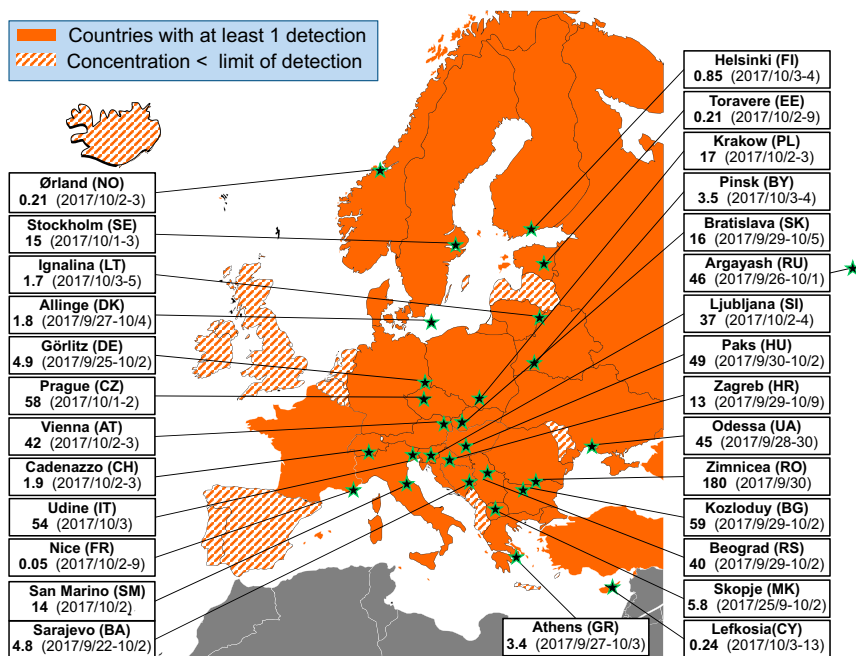 Countries with at least 1 detection
Concentration < limit of detection
Ørland (NO)
0.21 (2017/10/2-3)
Stockholm (SE)
15 (2017/10/1-3)
Ignalina (LT)
1.7 (2017/10/3-5)
Allinge (DK)
1.8 (2017/9/27-10/4)
Görlitz (DE)
4.9 (2017/9/25-10/2)
Prague (CZ)
58 (2017/10/1-2)
Vienna (AT)
42 (2017/10/2-3)
Cadenazzo (CH)
1.9 (2017/10/2-3)
Udine (IT)
54 (2017/10/3)
Nice (FR)
0.05 (2017/10/2-9)
San Marino (SM)
14 (2017/10/2)
Sarajevo (BA)
4.8 (2017/9/22-10/2)
Helsinki (FI)
0.85 (2017/10/3-4)
Toravere (EE)
0.21 (2017/10/2-9)
Krakow (PL)
17 (2017/10/2-3)
Pinsk (BY)
3.5 (2017/10/3-4)
Bratislava (SK)
16 (2017/9/29-10/5)
Argayash (RU)
46 (2017/9/26-10/1)
Ljubljana (SI)
37 (2017/10/2-4)
Paks (HU)
49 (2017/9/30-10/2)
Zagreb (HR)
13 (2017/9/29-10/9)
Odessa (UA)
45 (2017/9/28-30)
Zimnicea (RO)
180 (2017/9/30)
Kozloduy (BG)
59 (2017/9/29-10/2)
Beograd (RS)
40 (2017/9/29-10/2)
Skopje (MK)
5.8 (2017/25/9-10/2)
Lefkosia(CY)
0.24 (2017/10/3-13)
Athens (GR)
3.4 (2017/9/27-10/3)